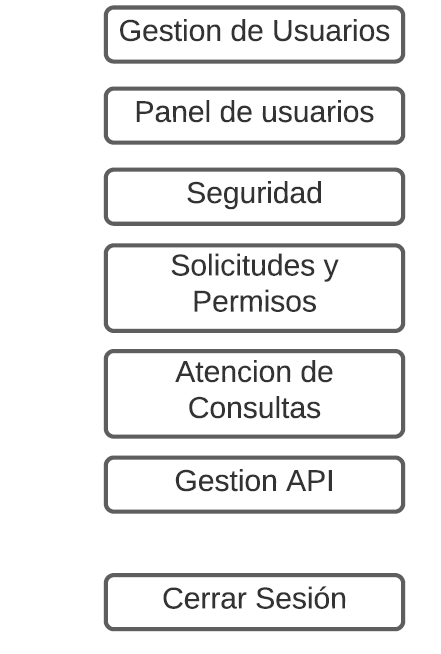 Gestion de Usuarios
Panel de usuarios
Seguridad
Solicitudes y
Permisos
Atencion de
Consultas
Gestion API
Cerrar Sesión